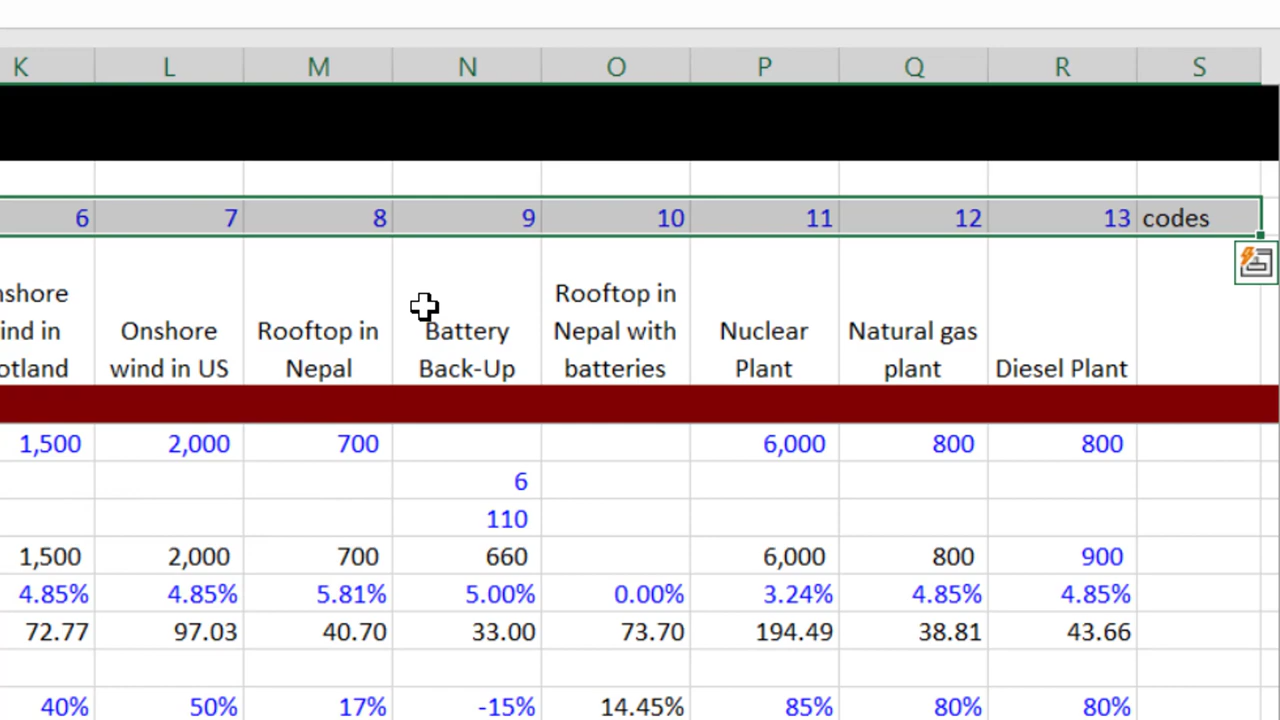 K L M N O P Q R S
6 7 8 9 10 11 12 13 codes
nshore Rooftop in
ind in Onshore Rooftop in Battery Nepal with Nuclear Natural gas
otland wind in US Nepal Back-Up batteries Plant plant Diesel Plant
1,500 2,000 700 6,000 800 800
6
110
1,500 2,000 700 660 6,000 800 900
4.85% 4.85% 5.81% 5.00% 0.00% 3.24% 4.85% 4.85%
72.77 97.03 40.70 33.00 73.70 194.49 38.81 43.66
40% 50% 17% -15% 14.45% 85% 80% 80%